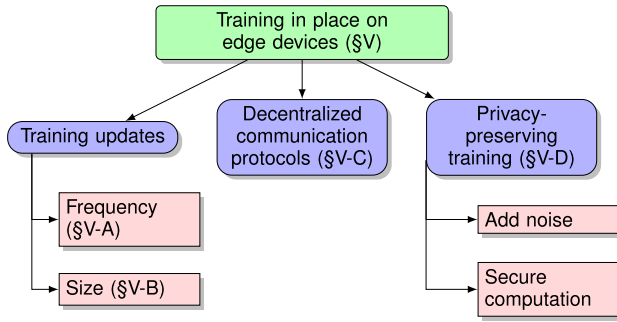 Training in place on
edge devices (§V)
Training updates
Decentralized
communication
protocols (§V-C)
Privacy-
preserving
training (§V-D)
Frequency
(§V-A)
Size (§V-B)
Add noise
Secure
computation